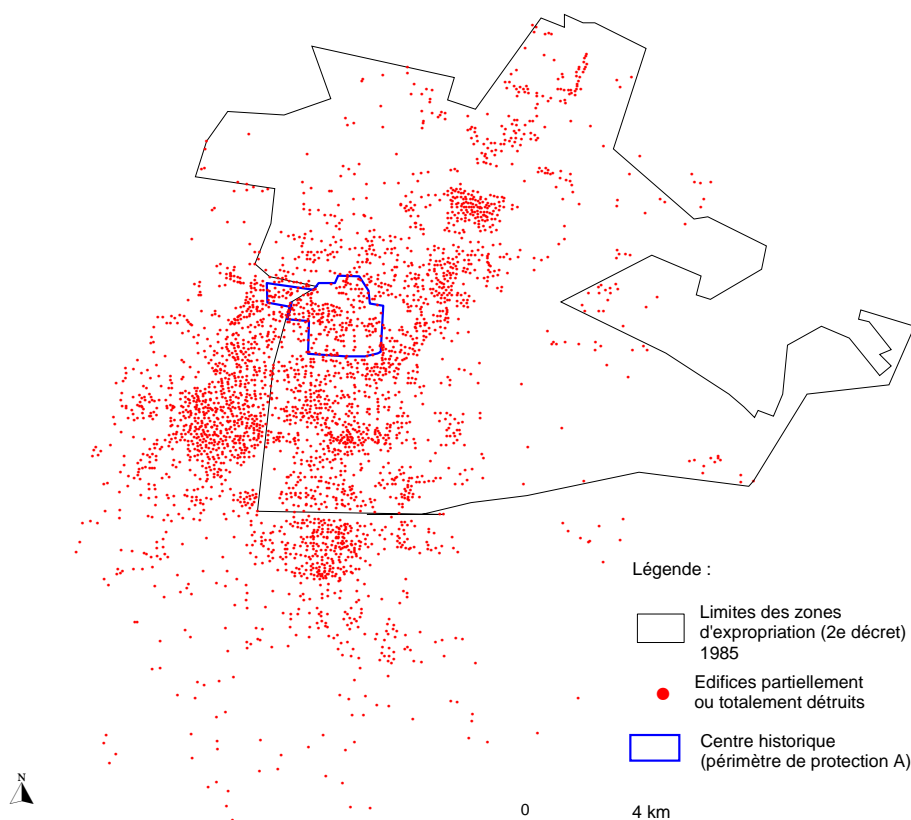 Légende :
Limites des zones
d'expropriation (2e décret)
1985
Edifices partiellement
ou totalement détruits
Centre historique
(périmètre de protection A)
N
0 4 km